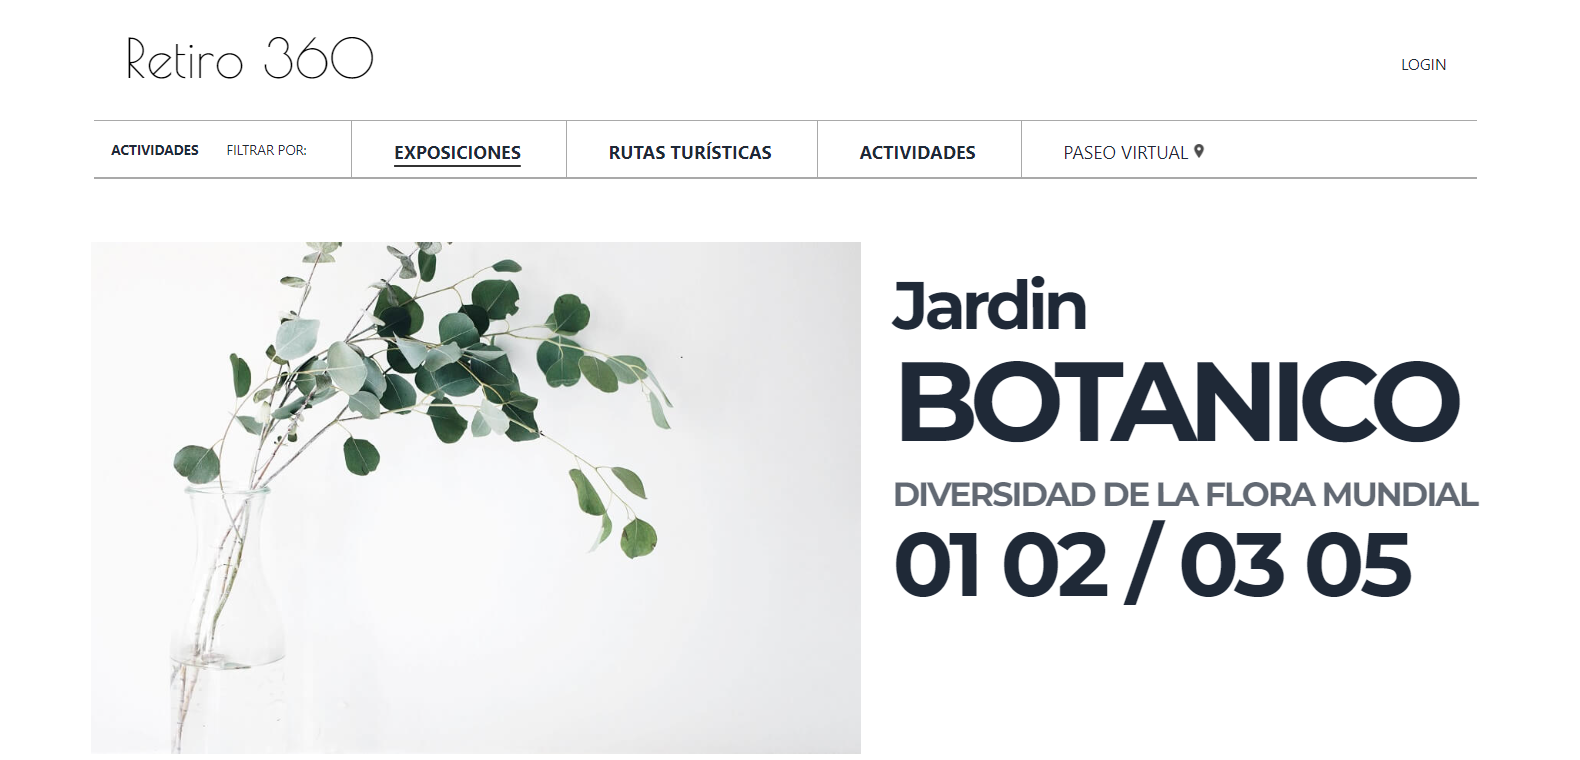 Retiro 360
LOGIN
ACTIVIDADES FILTRAR POR: EXPOSICIONES RUTAS TURÍSTICAS ACTIVIDADES PASEO VIRTUAL
Jardin
BOTANICO
DIVERSIDAD DE LA FLORA MUNDIAL
01 02 / 03 05